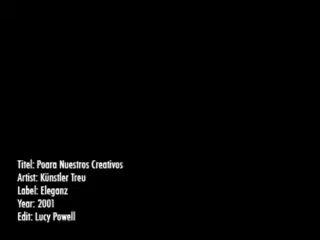 Titel: Poara Nuestros Creativos
Artist: Künstler Treu
Label: Eleganz
Year: 2001
Edit: Lucy Powell